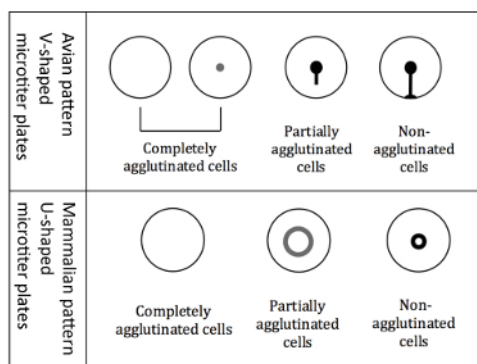 Avian pattern
V-shaped
microtiter plates
Completely
agglutinated cells
Partially
agglutinated
cells
Non-
agglutinated
cells
Mammalian pattern
U-shaped
microtiter plates
Completely
agglutinated cells
Partially
agglutinated
cells
Non-
agglutinated
cells